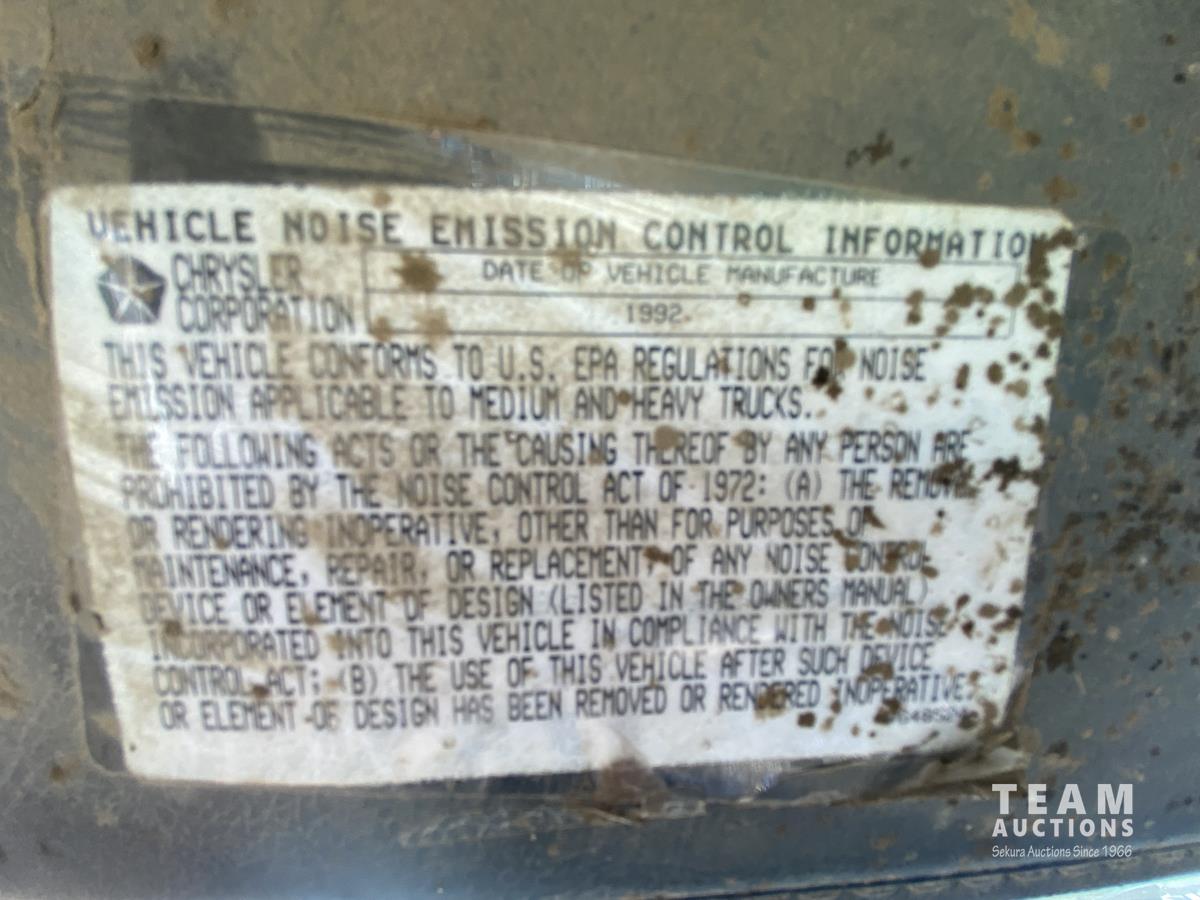 VEHICLE NOISE EMISSION CONTROL INFORMATION
CHRYSLER
CORPORATION
DATE OF VEHICLE MANUFACTURE
1992
THIS VEHICLE CONFORMS TO U.S. EPA REGULATIONS FOR NOISE
EMISSION APPLICABLE TO MEDIUM AND HEAVY TRUCKS.
THE FOLLOWING ACTS OR THE CAUSING THEREOF BY ANY PERSON ARE
PROHIBITED BY THE NOISE CONTROL ACT OF 1972: (A) THE REMOVAL
OR RENDERING INOPERATIVE, OTHER THAN FOR PURPOSES OF
MAINTENANCE, REPAIR, OR REPLACEMENT, OF ANY NOISE CONTROL
DEVICE OR ELEMENT OF DESIGN (LISTED IN THE OWNERS MANUAL)
INCORPORATED INTO THIS VEHICLE IN COMPLIANCE WITH THE NOISE
CONTROL ACT; (B) THE USE OF THIS VEHICLE AFTER SUCH DEVICE
OR ELEMENT OF DESIGN HAS BEEN REMOVED OR RENDERED INOPERATIVE.
TEAM
AUCTIONS
Sekura Auctions Since 1966